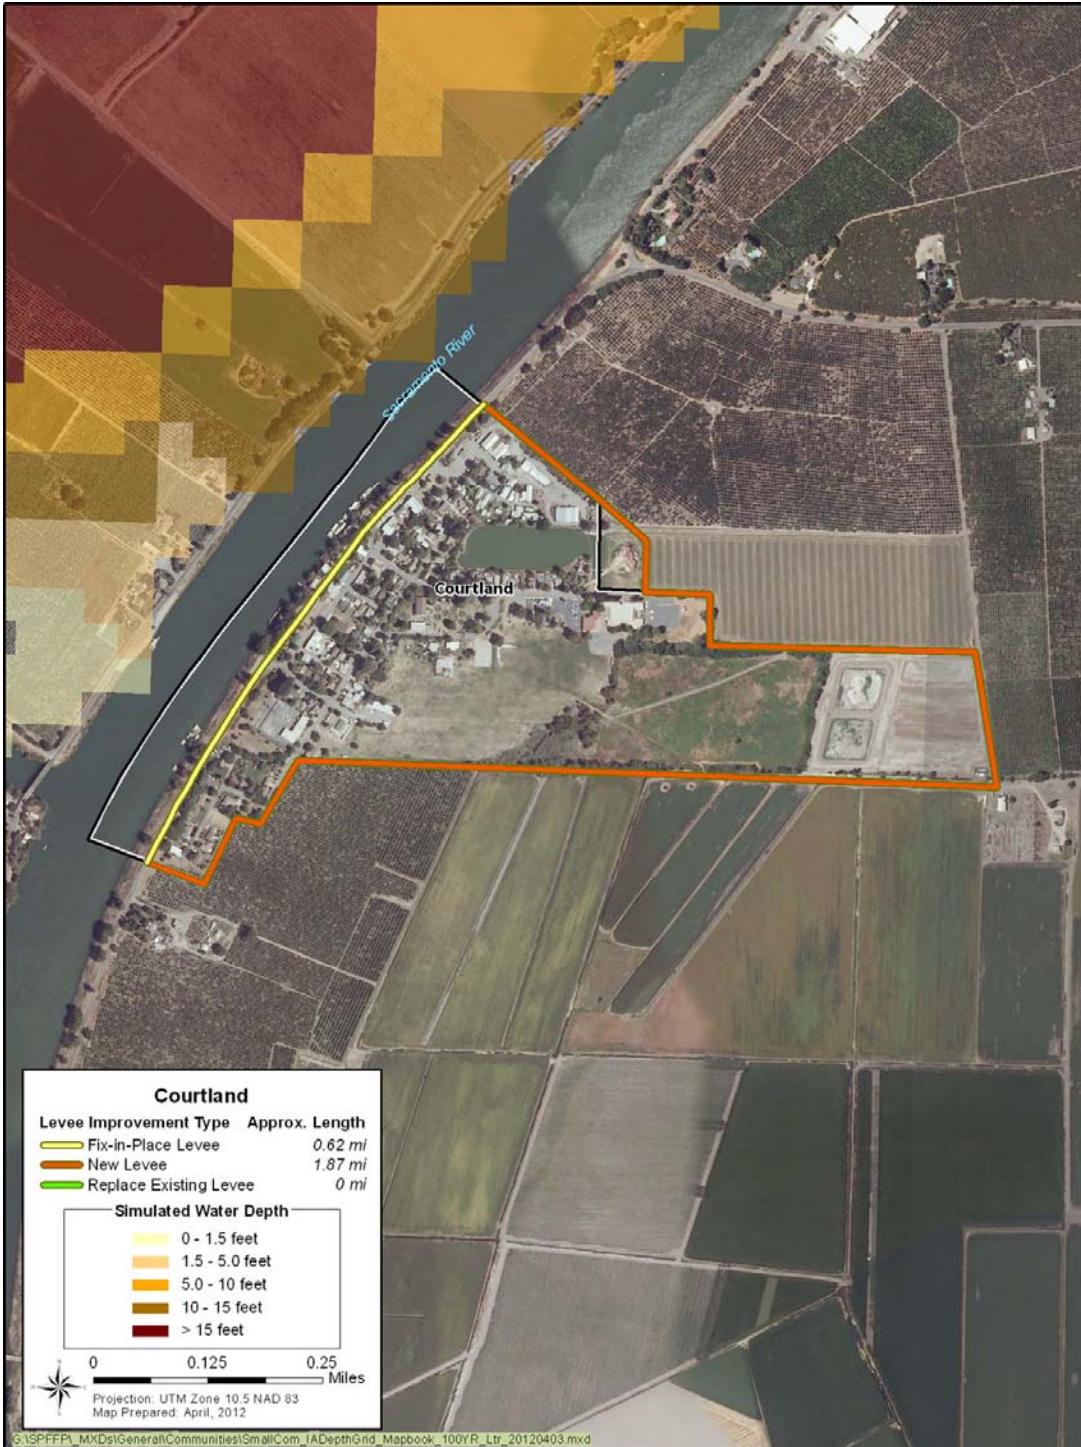 Sacramento River
Courtland
Courtland
Levee Improvement Type Approx. Length
Fix-in-Place Levee 0.62 mi
New Levee 1.87 mi
Replace Existing Levee 0 mi
Simulated Water Depth
0 - 1.5 feet
1.5 - 5.0 feet
5.0 - 10 feet
10 - 15 feet
> 15 feet
0 0.125 0.25
Miles
Projection: UTM Zone 10.5 NAD 83
Map Prepared: April, 2012
G:\SPFFP\_MXDs\General\Communities\SmallCom_IADepthGrid_Mapbook_100YR_Ltr_20120403.mxd